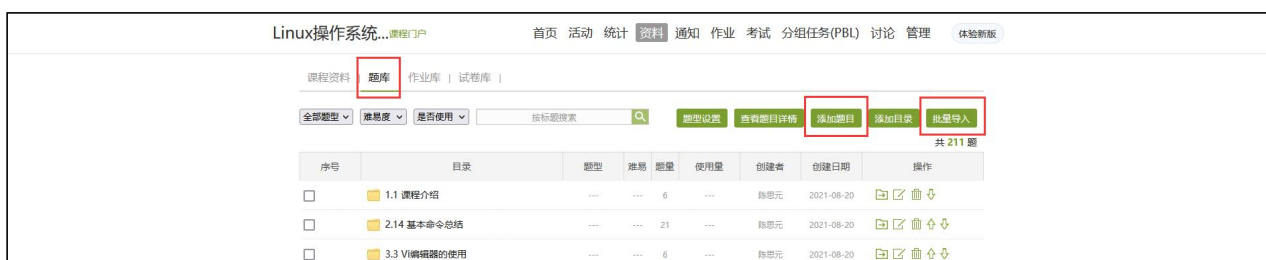 Linux操作系统...课程门户 首页 活动 统计 资料 通知 作业 考试 分组任务(PBL) 讨论 管理 体验新版
课程资料 | 题库 | 作业库 | 试卷库 |
全部题型 难易度 是否使用 按标题搜索 题型设置 查看题目详情 添加题目 添加目录 批量导入
共 211 题
序号 目录 题型 难易 题量 使用量 创建者 创建日期 操作
1.1 课程介绍 --- --- 6 --- 陈思元 2021-08-20
2.14 基本命令总结 --- --- 21 --- 陈思元 2021-08-20
3.3 Vi编辑器的使用 --- --- 6 --- 陈思元 2021-08-20